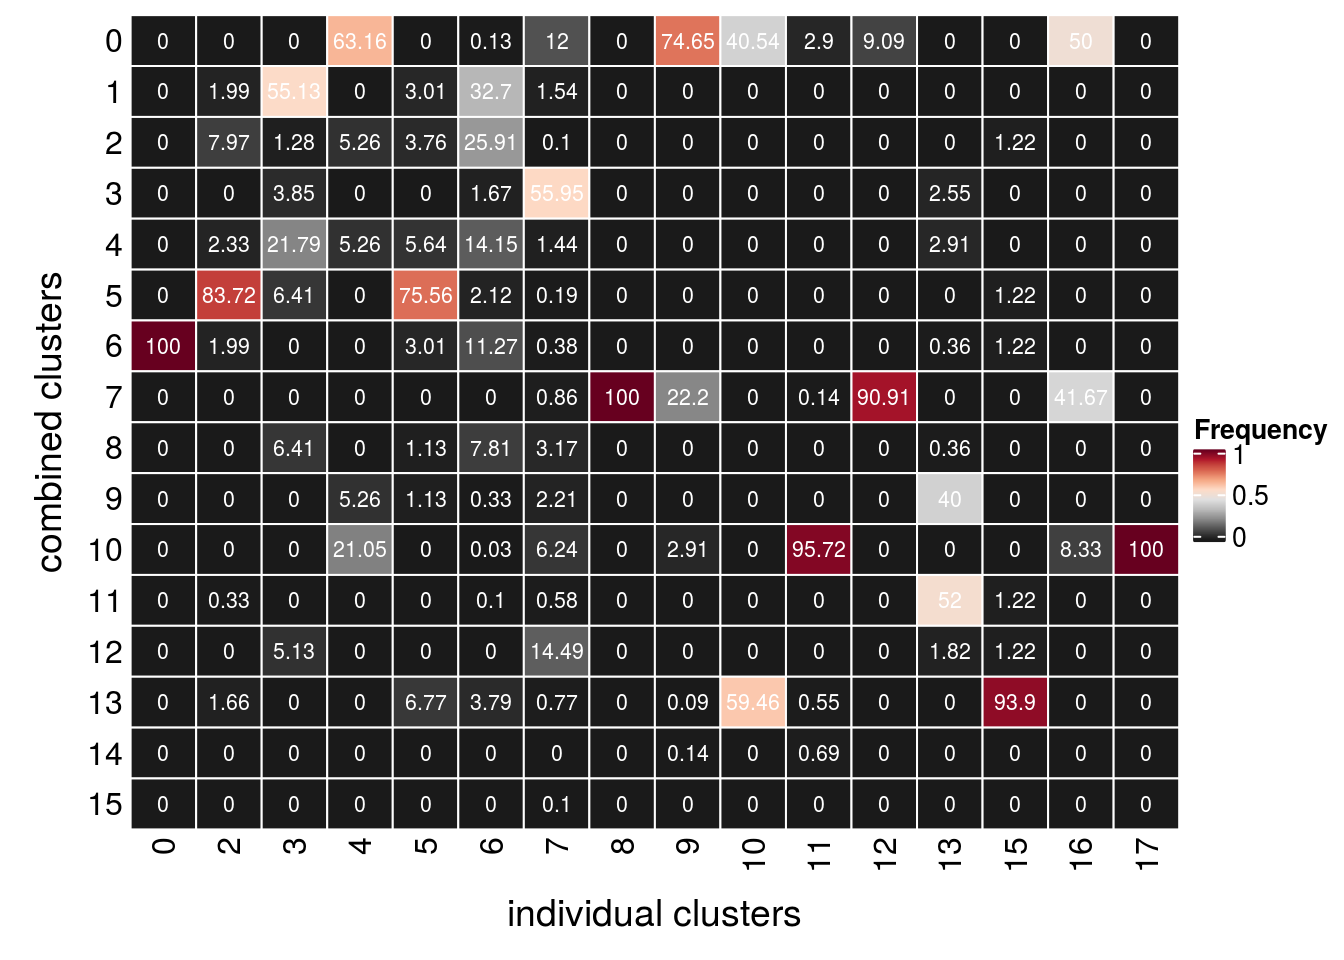 0 0 0 0 63.16 0 0.13 12 0 74.65 40.54 2.9 9.09 0 0 50 0
1 0 1.99 55.13 0 3.01 32.7 1.54 0 0 0 0 0 0 0 0 0
2 0 7.97 1.28 5.26 3.76 25.91 0.1 0 0 0 0 0 0 1.22 0 0
3 0 0 3.85 0 0 1.67 55.95 0 0 0 0 0 2.55 0 0 0
4 0 2.33 21.79 5.26 5.64 14.15 1.44 0 0 0 0 0 2.91 0 0 0
5 0 83.72 6.41 0 75.56 2.12 0.19 0 0 0 0 0 0 1.22 0 0
6 100 1.99 0 0 3.01 11.27 0.38 0 0 0 0 0 0.36 1.22 0 0
7 0 0 0 0 0 0 0.86 100 22.2 0 0.14 90.91 0 0 41.67 0
8 0 0 6.41 0 1.13 7.81 3.17 0 0 0 0 0 0.36 0 0 0
9 0 0 0 5.26 1.13 0.33 2.21 0 0 0 0 0 40 0 0 0
10 0 0 0 21.05 0 0.03 6.24 0 2.91 0 95.72 0 0 0 8.33 100
11 0 0.33 0 0 0 0.1 0.58 0 0 0 0 0 52 1.22 0 0
12 0 0 5.13 0 0 0 14.49 0 0 0 0 0 1.82 1.22 0 0
13 0 1.66 0 0 6.77 3.79 0.77 0 0.09 59.46 0.55 0 0 93.9 0 0
14 0 0 0 0 0 0 0 0 0.14 0 0.69 0 0 0 0 0
15 0 0 0 0 0 0 0.1 0 0 0 0 0 0 0 0 0
0 2 3 4 5 6 7 8 9 10 11 12 13 15 16 17
individual clusters
combined clusters
Frequency
1
0.5
0